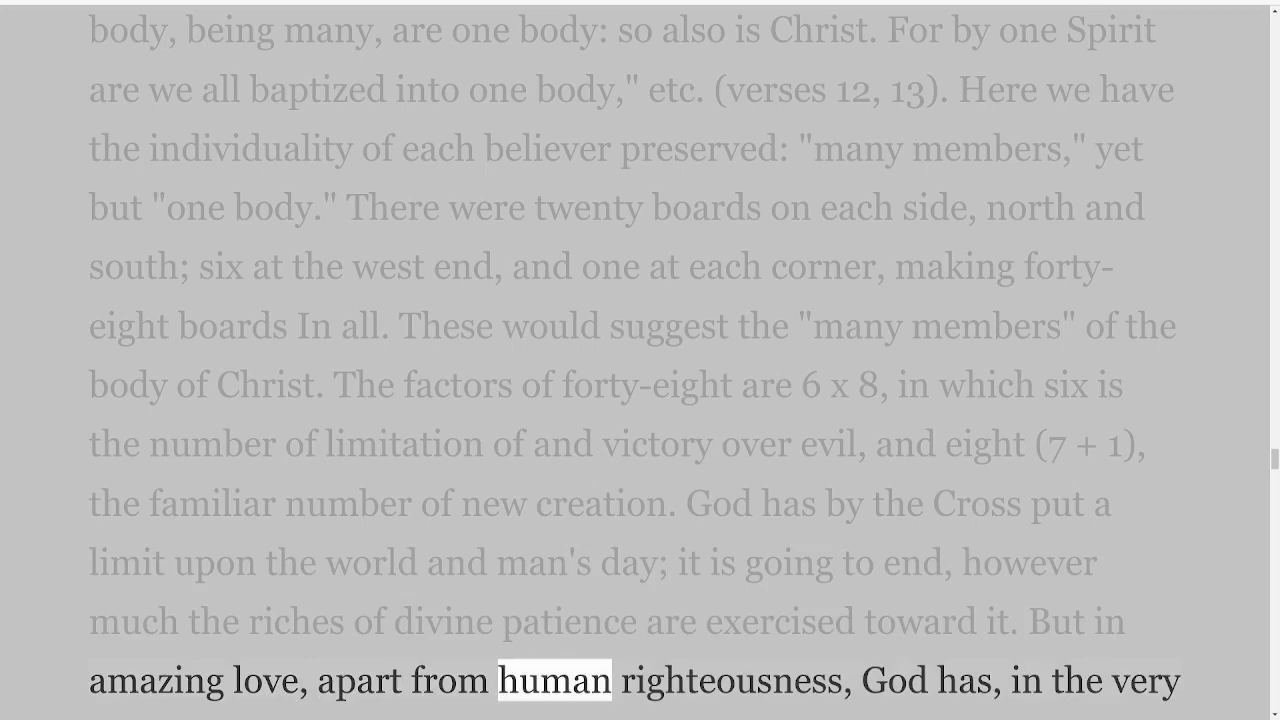 body, being many, are one body: so also is Christ. For by one Spirit
are we all baptized into one body," etc. (verses 12, 13). Here we have
the individuality of each believer preserved: "many members," yet
but "one body." There were twenty boards on each side, north and
south; six at the west end, and one at each corner, making forty-
eight boards In all. These would suggest the "many members" of the
body of Christ. The factors of forty-eight are 6 x 8, in which six is
the number of limitation of and victory over evil, and eight (7 + 1),
the familiar number of new creation. God has by the Cross put a
limit upon the world and man's day; it is going to end, however
much the riches of divine patience are exercised toward it. But in
amazing love, apart from human righteousness, God has, in the very